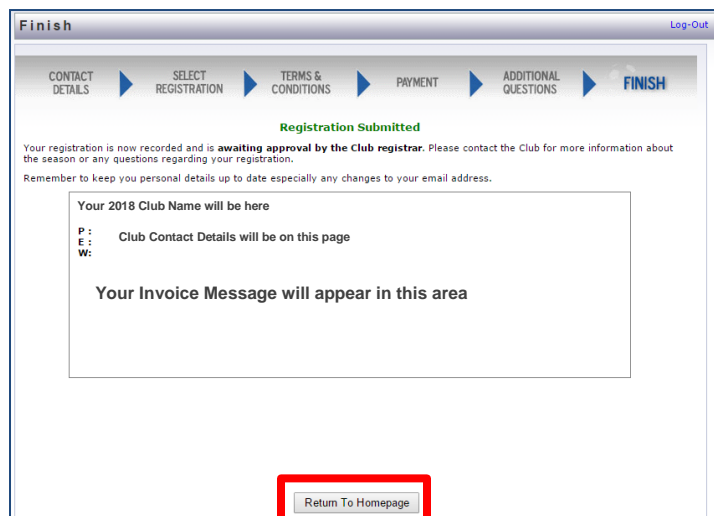 Finish
Log-Out
CONTACT DETAILS
SELECT REGISTRATION
TERMS & CONDITIONS
PAYMENT
ADDITIONAL QUESTIONS
FINISH
Registration Submitted
Your registration is now recorded and is awaiting approval by the Club registrar. Please contact the Club for more information about
the season or any questions regarding your registration.
Remember to keep you personal details up to date especially any changes to your email address.
Your 2018 Club Name will be here
P :
E :
W:
Club Contact Details will be on this page
Your Invoice Message will appear in this area
Return To Homepage